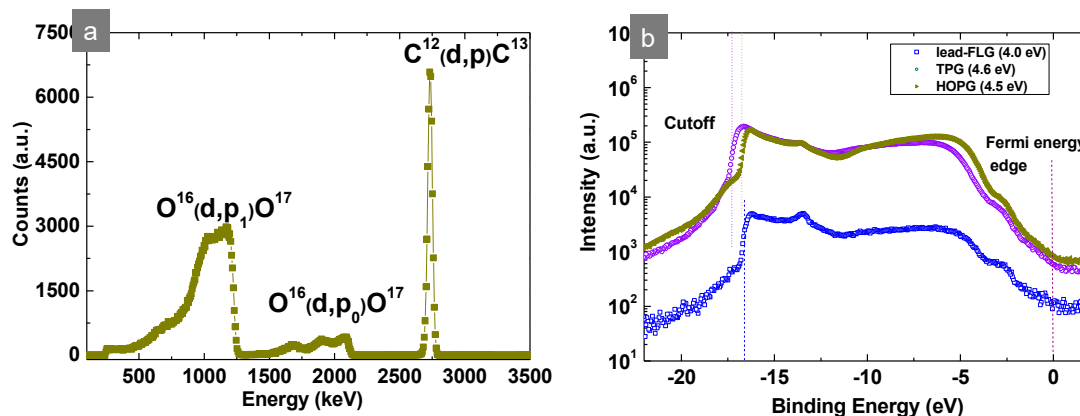 a
7500
6000
4500
3000
1500
0
Counts (a.u.)
C¹²(d,p)C¹³
O¹⁶(d,p₁)O¹⁷
O¹⁶(d,p₀)O¹⁷
500 1000 1500 2000 2500 3000 3500
Energy (keV)
b
10⁶
10⁵
10⁴
10³
10²
10¹
Intensity (a.u.)
lead-FLG (4.0 eV)
TPG (4.6 eV)
HOPG (4.5 eV)
Cutoff
Fermi energy
edge
-20 -15 -10 -5 0
Binding Energy (eV)